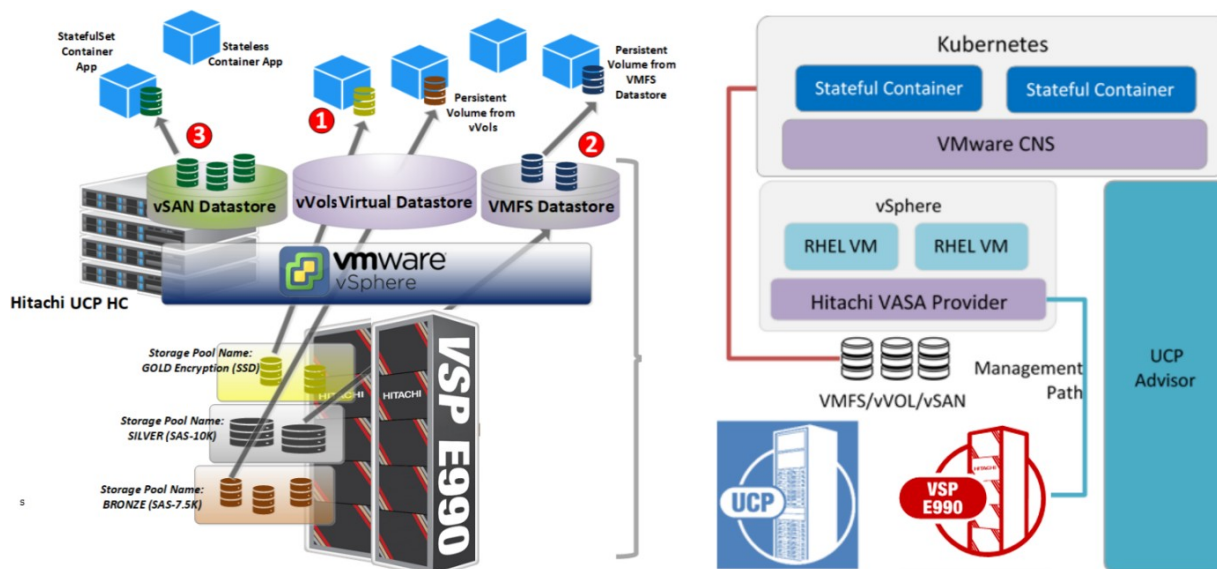 StatefulSet
Container
App
Stateless
Container App
Persistent
Volume from
VMFS
Datastore
1
Persistent
Volume from
vVols
3
2
vSAN Datastore
vVols Virtual Datastore
VMFS Datastore
vmware
vSphere
Hitachi UCP HC
Storage Pool Name:
GOLD Encryption (SSD)
Storage Pool Name:
SILVER (SAS-10K)
Storage Pool Name:
BRONZE (SAS-7.5K)
HITACHI
HITACHI
VSP E990
s
Kubernetes
Stateful Container
Stateful Container
VMware CNS
vSphere
RHEL VM
RHEL VM
Hitachi VASA Provider
Management
Path
VMFS/vVOL/vSAN
UCP
Advisor
UCP
HITACHI
VSP
E990